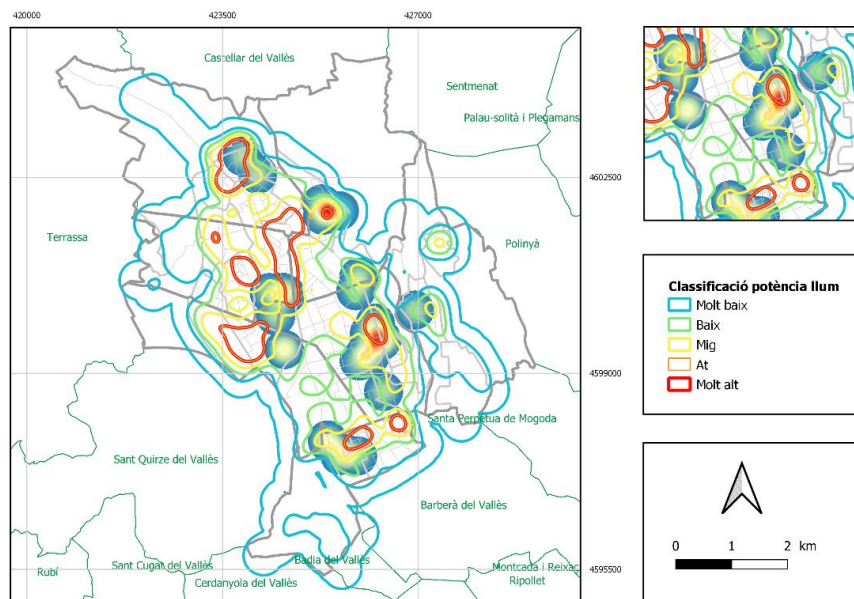 420000
423500
427000
Castellar del Vallès
Sentmenat
Palau-solità i Plegamans
4602500
Terrassa
Polinyà
4599000
Santa Perpètua de Mogoda
Sant Quirze del Vallès
Barberà del Vallès
Badia del Vallès
Rubí
Sant Cugat del Vallès
Montcada i Reixac
Ripollet
Cerdanyola del Vallès
4595500
Classificació potència llum
Molt baix
Baix
Mig
At
Molt alt
0 1 2 km